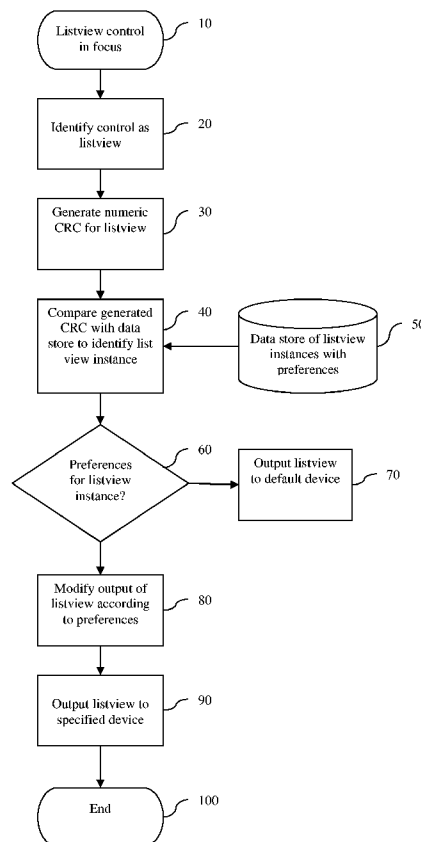 Listview control
in focus
10
Identify control as
listview
20
Generate numeric
CRC for listview
30
Compare generated
CRC with data
store to identify list
view instance
40
Data store of listview
instances with
preferences
50
Preferences
for listview
instance?
60
Output listview
to default device
70
Modify output of
listview according
to preferences
80
Output listview to
specified device
90
End
100